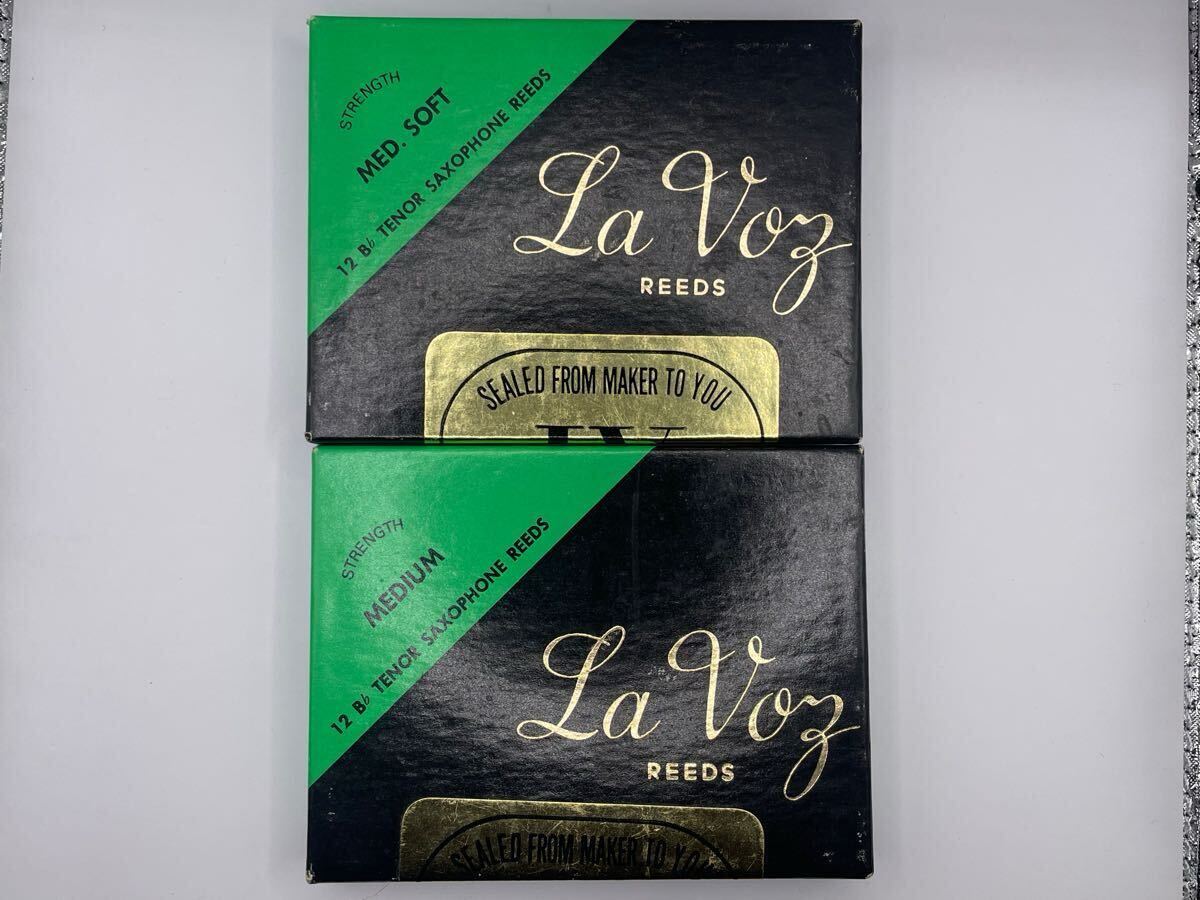 STRENGTH
MED. SOFT
12 B♭ TENOR SAXOPHONE REEDS
La Voz
REEDS
SEALED FROM MAKER TO YOU
STRENGTH
MEDIUM
12 B♭ TENOR SAXOPHONE REEDS
La Voz
REEDS
SEALED FROM MAKER TO YOU